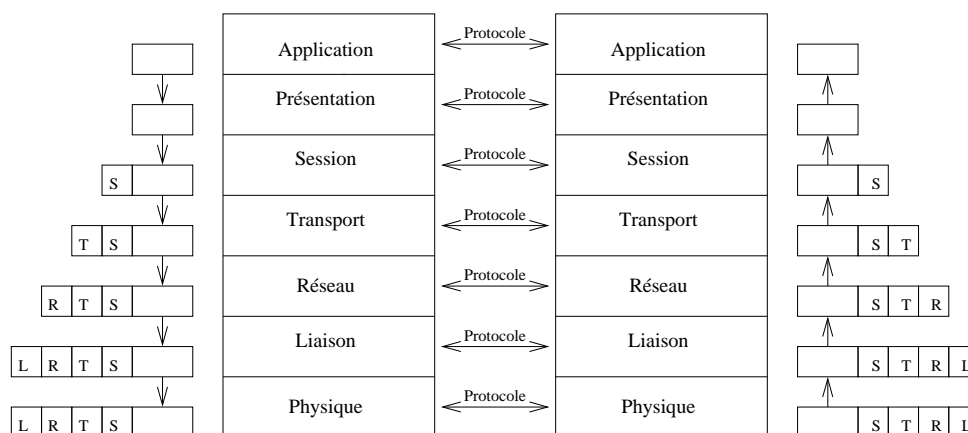 Application Protocole Application
Présentation Protocole Présentation
S Session Protocole Session S
T S Transport Protocole Transport S T
R T S Réseau Protocole Réseau S T R
L R T S Liaison Protocole Liaison S T R L
L R T S Physique Protocole Physique S T R L